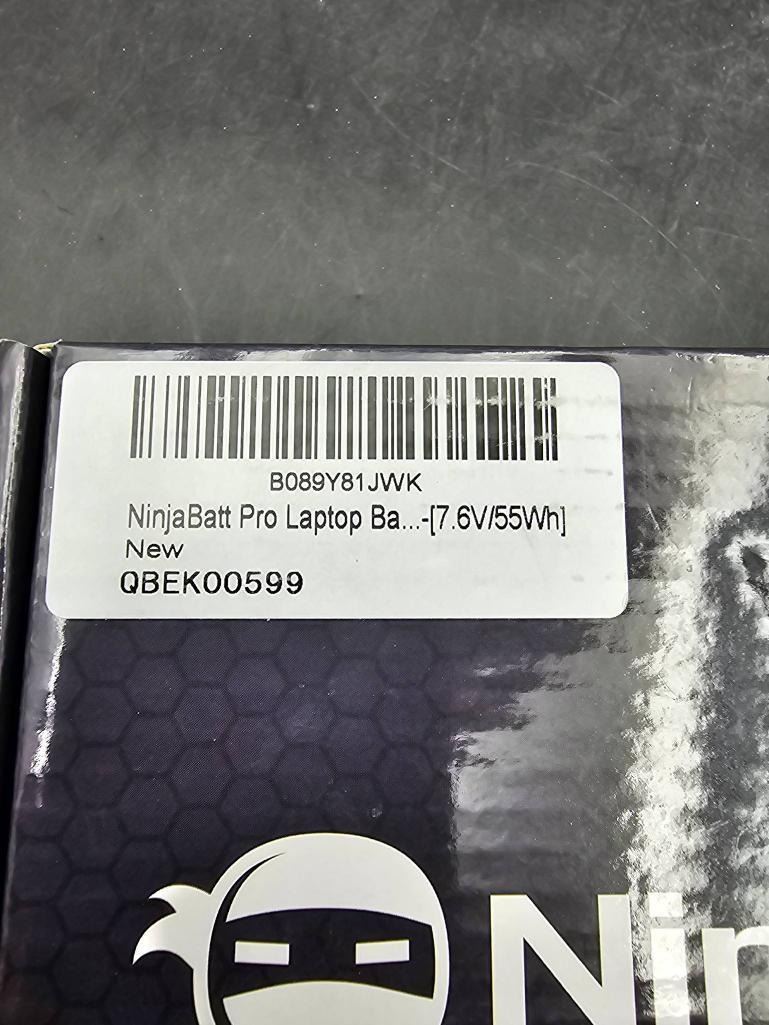 B089Y81JWK
NinjaBatt Pro Laptop Ba...-[7.6V/55Wh]
New
QBEK00599
Nin